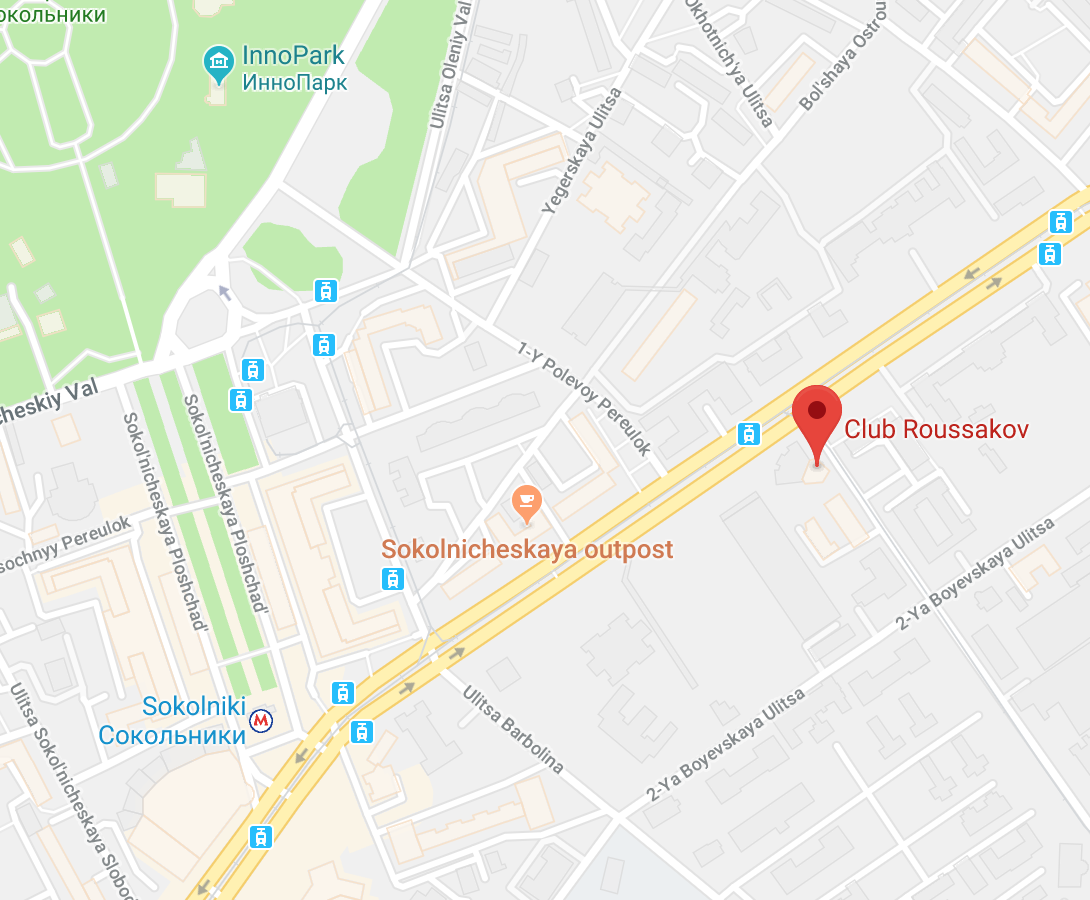 окольники
InnoPark
ИнноПарк
Ulitsa Oleniy Val
Okhotnich'ya Ulitsa
Bol'shaya Ostrou
Yegerskaya Ulitsa
1-Y Polevoy Pereulok
cheskiy Val
Sokol'nicheskaya Ploshchad'
Sokol'nicheskaya Ploshchad'
Club Roussakov
Sokolnicheskaya outpost
sochnyy Pereulok
2-Ya Boyevskaya Ulitsa
Ulitsa Sokol'nicheskaya Slobod
Sokolniki
Сокольники
М
Ulitsa Barbolina
2-Ya Boyevskaya Ulitsa